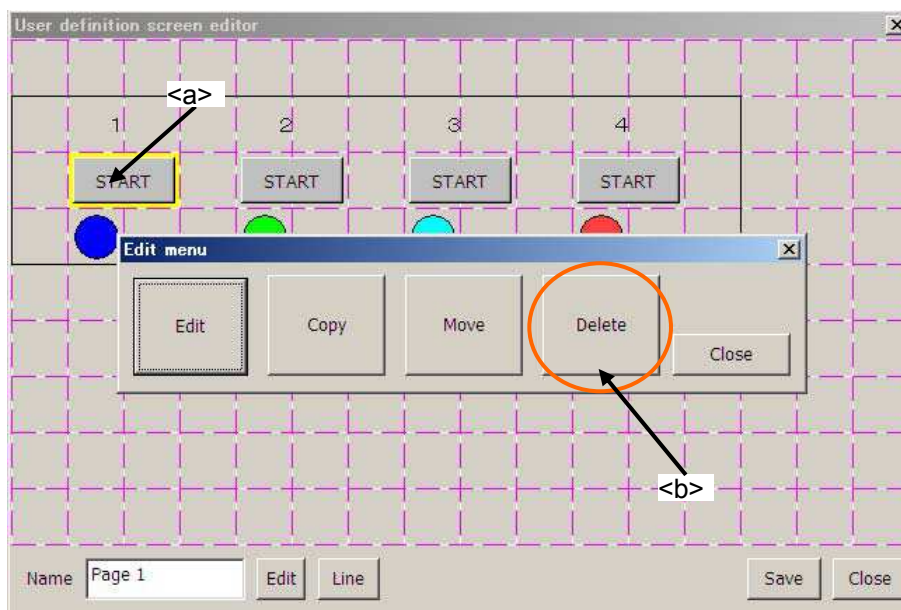 User definition screen editor
<a>
1 2 3 4
START START START START
Edit menu
Edit Copy Move Delete Close
<b>
Name Page 1 Edit Line Save Close